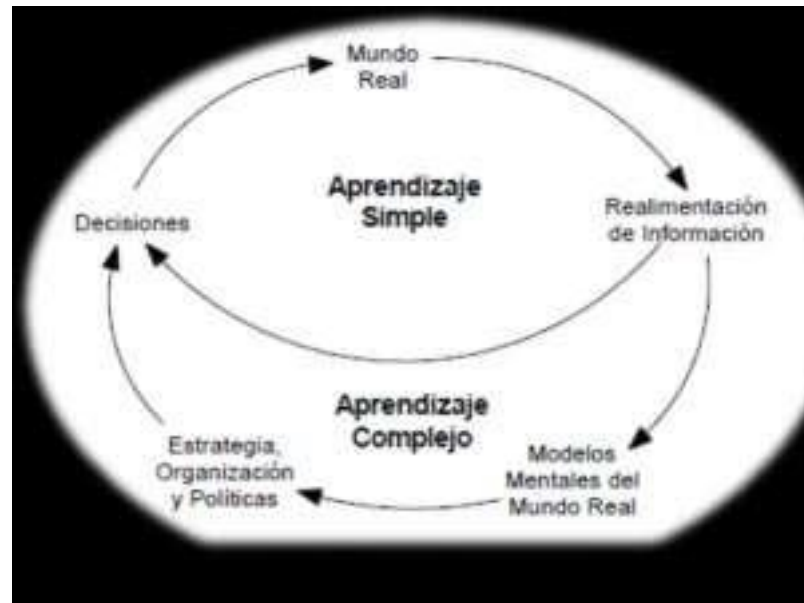 Mundo
Real
Aprendizaje
Simple
Decisiones
Realimentación
de Información
Aprendizaje
Complejo
Estrategia,
Organización
y Políticas
Modelos
Mentales del
Mundo Real